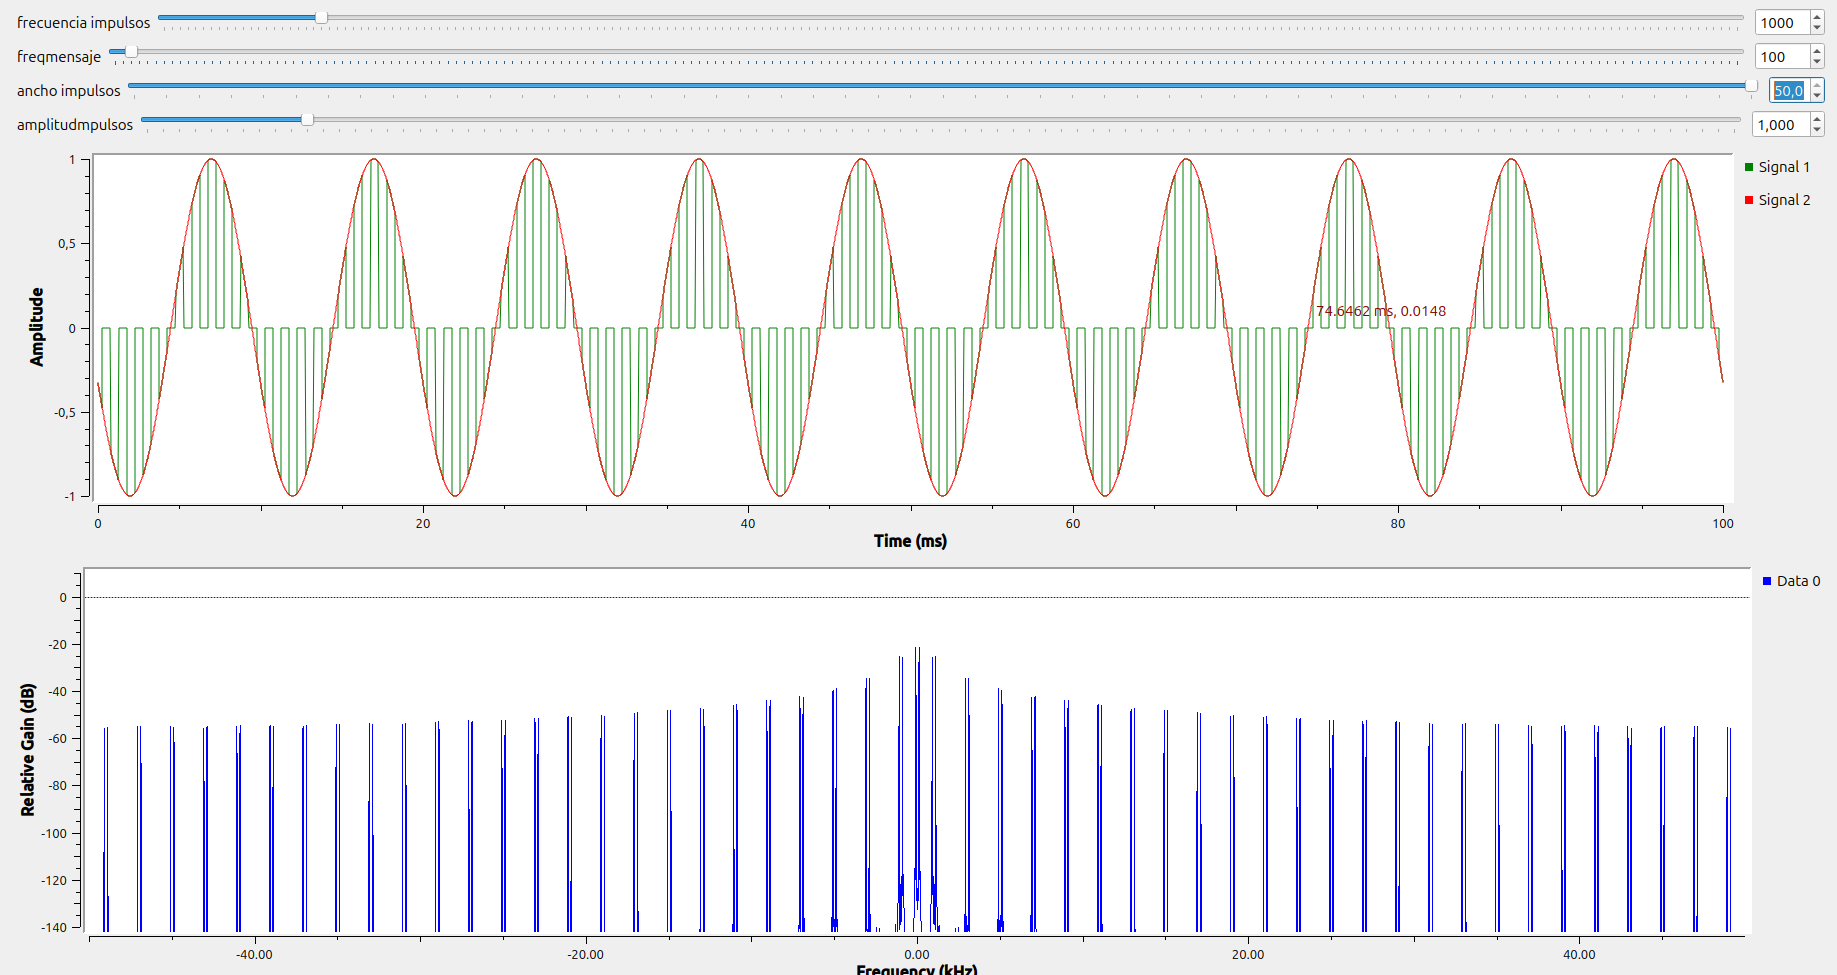 frecuencia impulsos 1000
freqmensaje 100
ancho impulsos 50,0
amplitudmpulsos 1,000
1
0,5
0
-0,5
-1
Amplitude
74.6462 ms, 0.0148
Signal 1
Signal 2
0 20 40 60 80 100
Time (ms)
0
-20
-40
-60
-80
-100
-120
-140
Relative Gain (dB)
Data 0
-40.00 -20.00 0.00 20.00 40.00
Frequency (kHz)